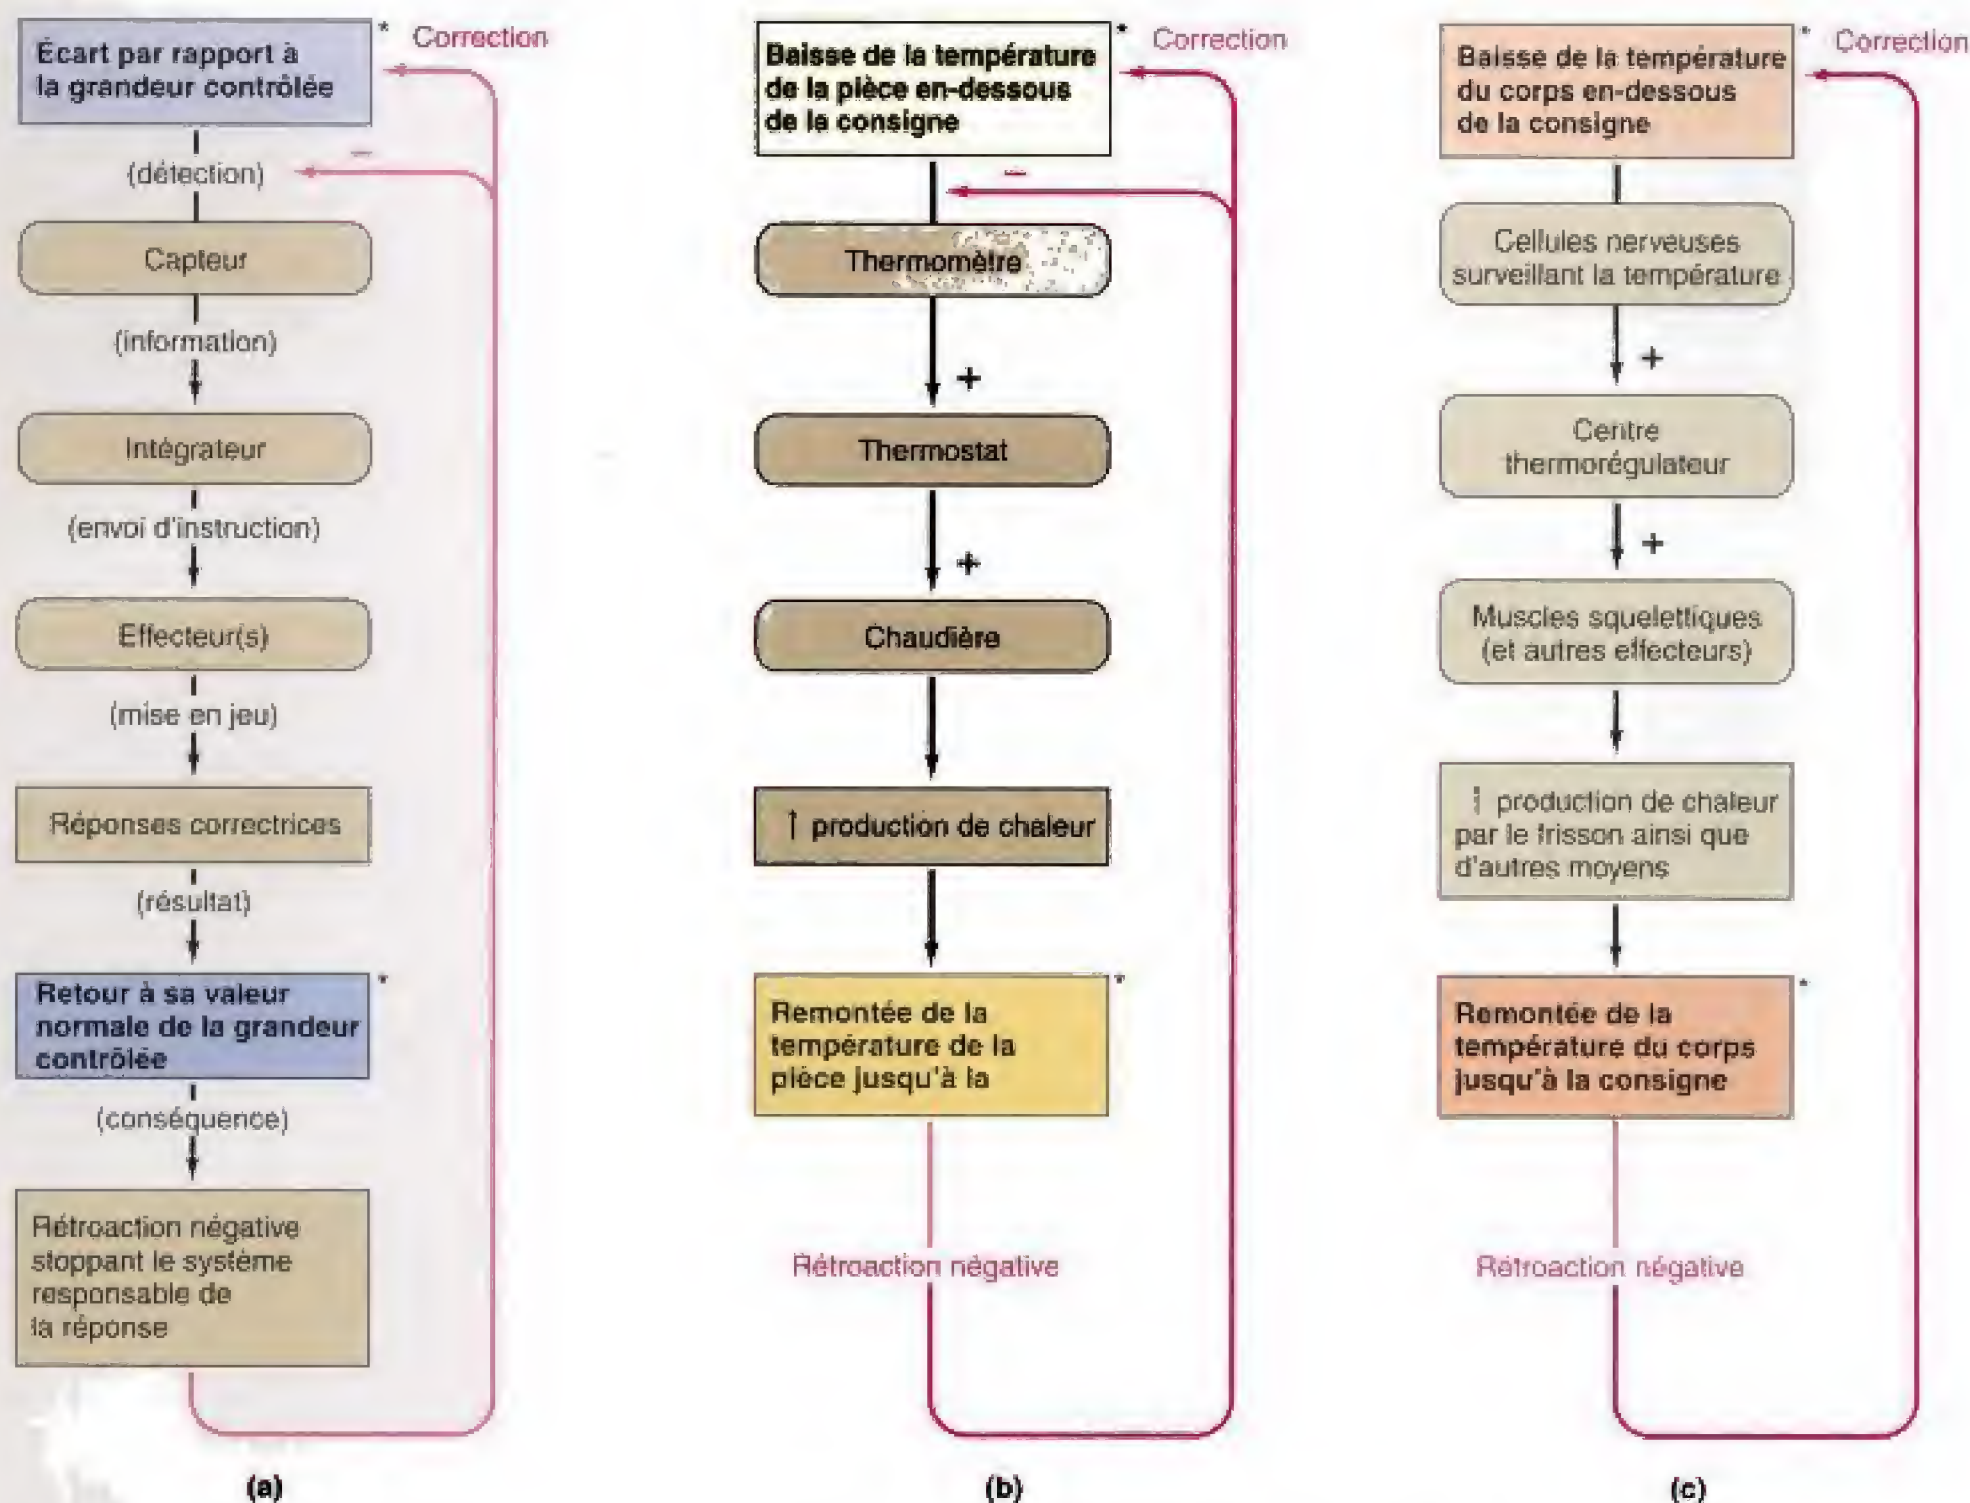 Écart par rapport à
la grandeur contrôlée
*
Correction
(détection)
–
Capteur
(information)
Intégrateur
(envoi d'instruction)
Effecteur(s)
(mise en jeu)
Réponses correctrices
(résultat)
Retour à sa valeur
normale de la grandeur
contrôlée
*
(conséquence)
Rétroaction négative
stoppant le système
responsable de
la réponse
(a)
Baisse de la température
de la pièce en-dessous
de la consigne
*
Correction
–
Thermomètre
+
Thermostat
+
Chaudière
↑ production de chaleur
Remontée de la
température de la
pièce jusqu'à la
*
Rétroaction négative
(b)
Baisse de la température
du corps en-dessous
de la consigne
*
Correction
Cellules nerveuses
surveillant la température
+
Centre
thermorégulateur
+
Muscles squelettiques
(et autres effecteurs)
↑ production de chaleur
par le frisson ainsi que
d'autres moyens
Remontée de la
température du corps
jusqu'à la consigne
*
Rétroaction négative
(c)